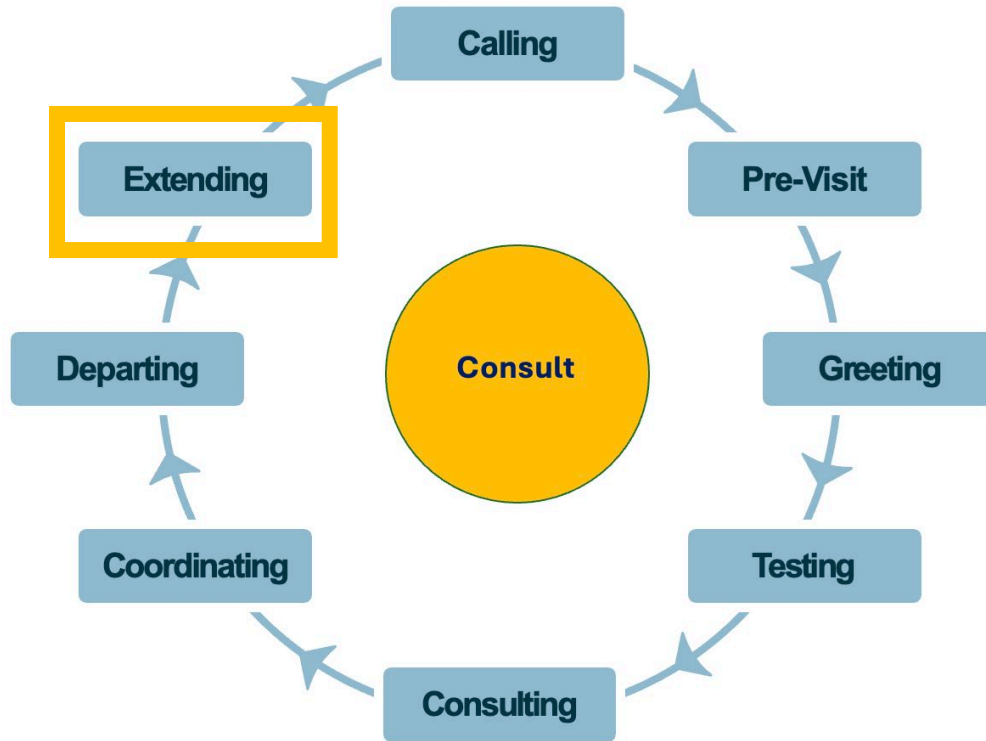 Calling
Extending
Pre-Visit
Departing
Consult
Greeting
Coordinating
Testing
Consulting